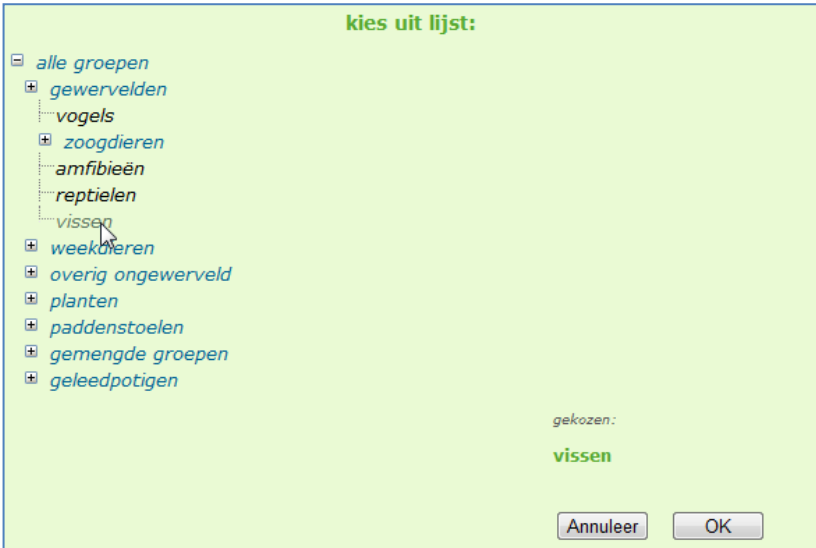 kies uit lijst:
alle groepen
gewervelden
vogels
zoogdieren
amfibieën
reptielen
vissen
weekdieren
overig ongewerveld
planten
paddenstoelen
gemengde groepen
geleedpotigen
gekozen:
vissen
Annuleer OK